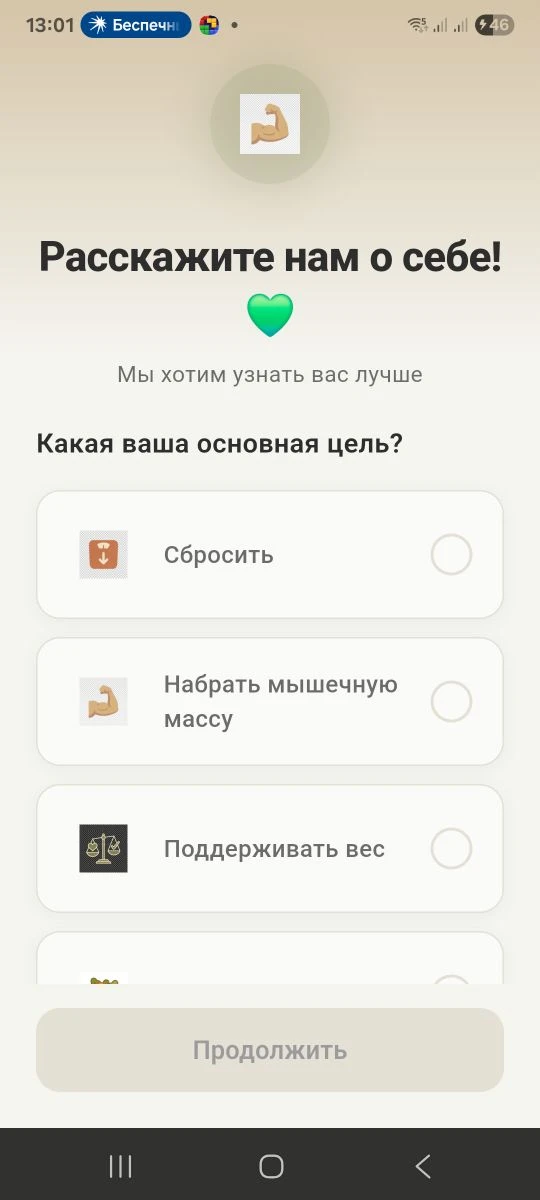 13:01 Беспечн 46
Расскажите нам о себе!
Мы хотим узнать вас лучше
Какая ваша основная цель?
Сбросить
Набрать мышечную
массу
Поддерживать вес
Продолжить